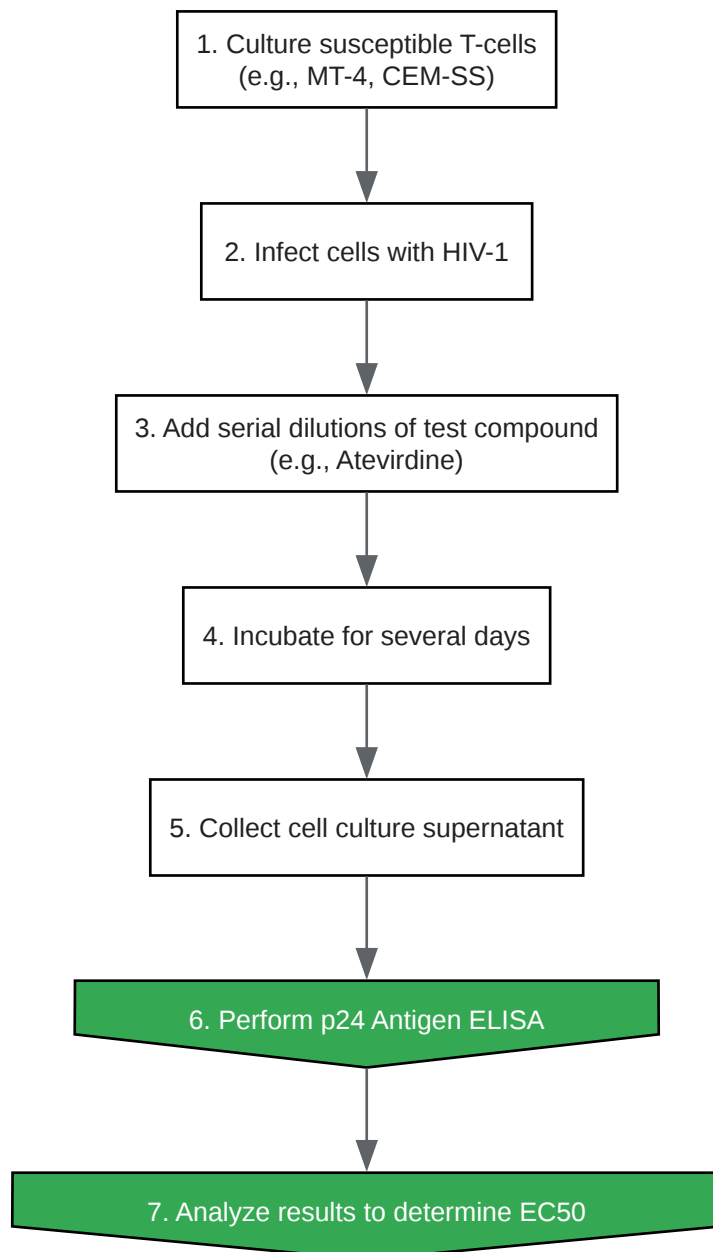 1. Culture susceptible T-cells
(e.g., MT-4, CEM-SS)
2. Infect cells with HIV-1
3. Add serial dilutions of test compound
(e.g., Atevirdine)
4. Incubate for several days
5. Collect cell culture supernatant
6. Perform p24 Antigen ELISA
7. Analyze results to determine EC50